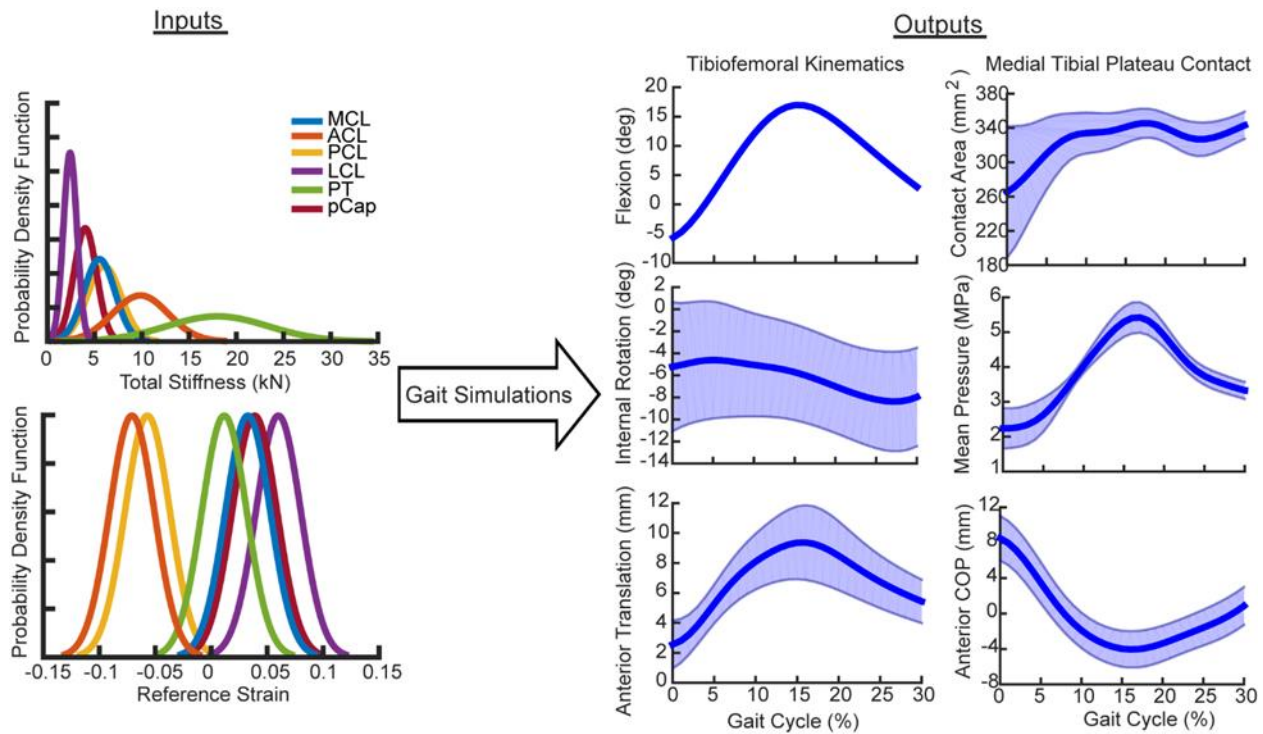 Inputs
Probability Density Function
MCL
ACL
PCL
LCL
PT
pCap
0 5 10 15 20 25 30 35
Total Stiffness (kN)
Probability Density Function
-0.15 -0.1 -0.05 0 0.05 0.1 0.15
Reference Strain
Gait Simulations
Outputs
Tibiofemoral Kinematics
Flexion (deg)
20
15
10
5
0
-5
-10
Internal Rotation (deg)
2
0
-2
-4
-6
-8
-10
-12
-14
Anterior Translation (mm)
12
10
8
6
4
2
0
0 5 10 15 20 25 30
Gait Cycle (%)
Medial Tibial Plateau Contact
Contact Area (mm²)
380
340
300
260
220
180
Mean Pressure (MPa)
6
5
4
3
2
1
Anterior COP (mm)
12
8
4
0
-4
-8
0 5 10 15 20 25 30
Gait Cycle (%)